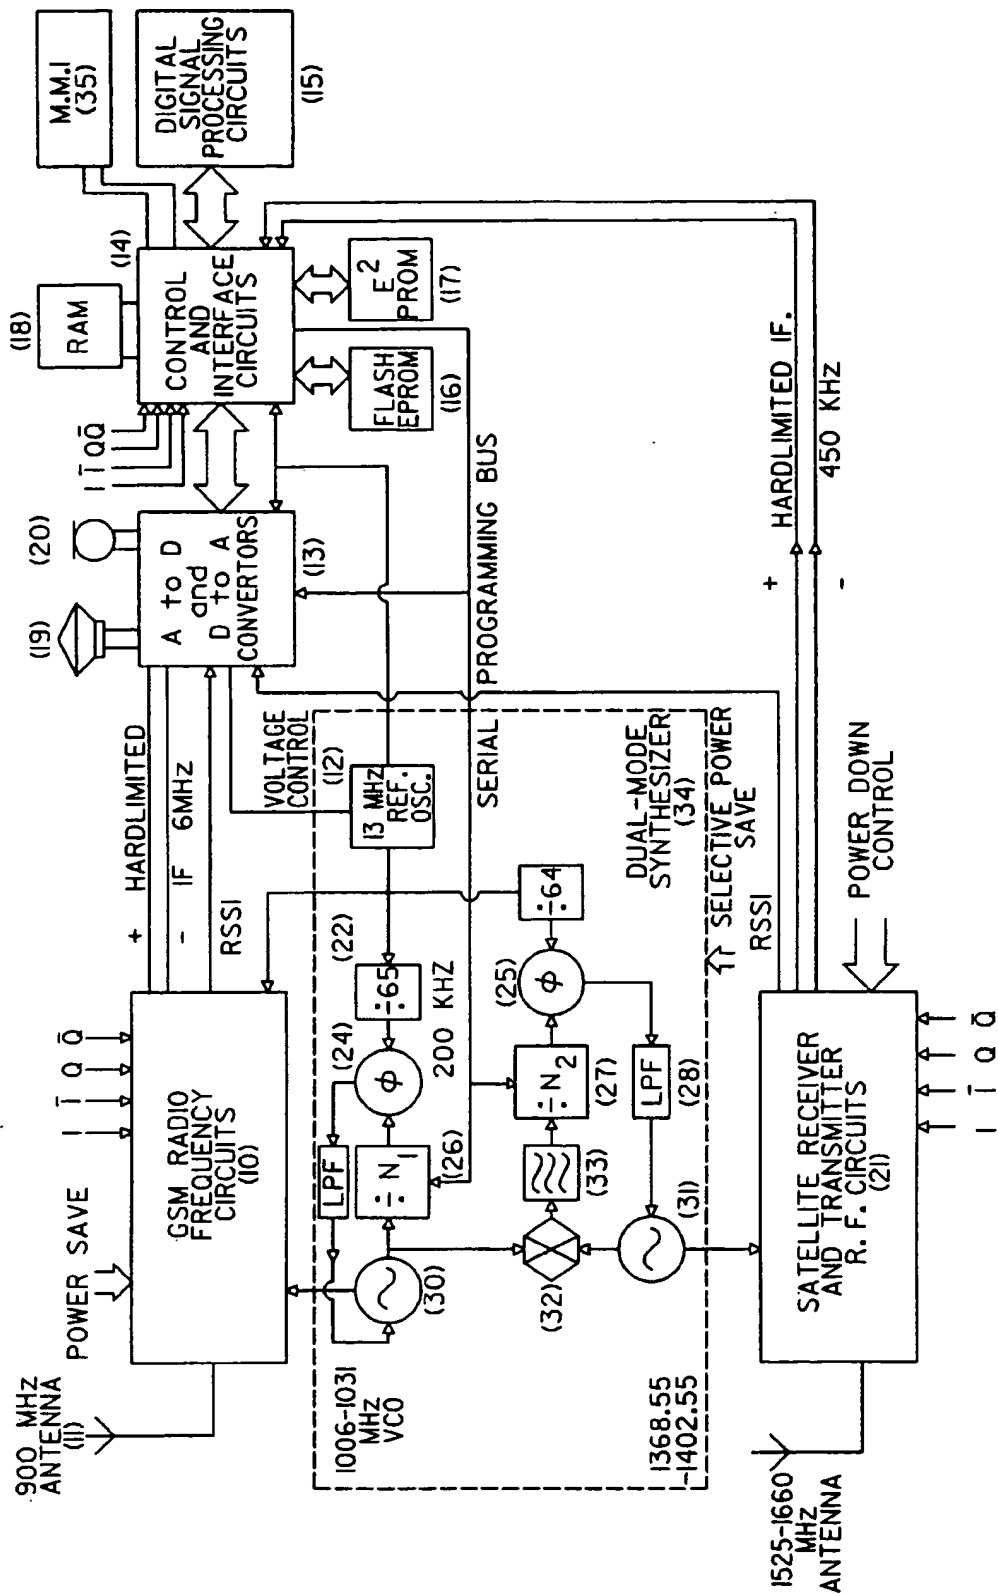 900 MHz
ANTENNA
(11)
POWER SAVE
I Ī Q Q̄
GSM RADIO
FREQUENCY
CIRCUITS
(10)
+ HARDLIMITED
- IF 6MHz
RSSI
(19)
(20)
A to D
and
D to A
CONVERTORS
(13)
I Ī Q Q̄
(18)
RAM
(14)
CONTROL
AND
INTERFACE
CIRCUITS
M.M.I
(35)
DIGITAL
SIGNAL
PROCESSING
CIRCUITS
(15)
FLASH
EPROM
(16)
E2
PROM
(17)
VOLTAGE
CONTROL
(12)
13 MHz
REF.
OSC.
1006-1031
MHz
VCO
(30)
LPF
÷N1
(26)
(24)
ϕ
(22)
÷65
200 KHZ
SERIAL PROGRAMMING BUS
(32)
(33)
÷N2
(27)
(25)
ϕ
÷64
LPF
(28)
(31)
1368.55
-1402.55
DUAL-MODE
SYNTHESIZER
(34)
SELECTIVE POWER
SAVE
RSSI
+ HARDLIMITED IF.
- 450 KHz
1525-1660
MHz
ANTENNA
SATELLITE RECEIVER
AND TRANSMITTER
R. F. CIRCUITS
(21)
POWER DOWN
CONTROL
I Ī Q Q̄